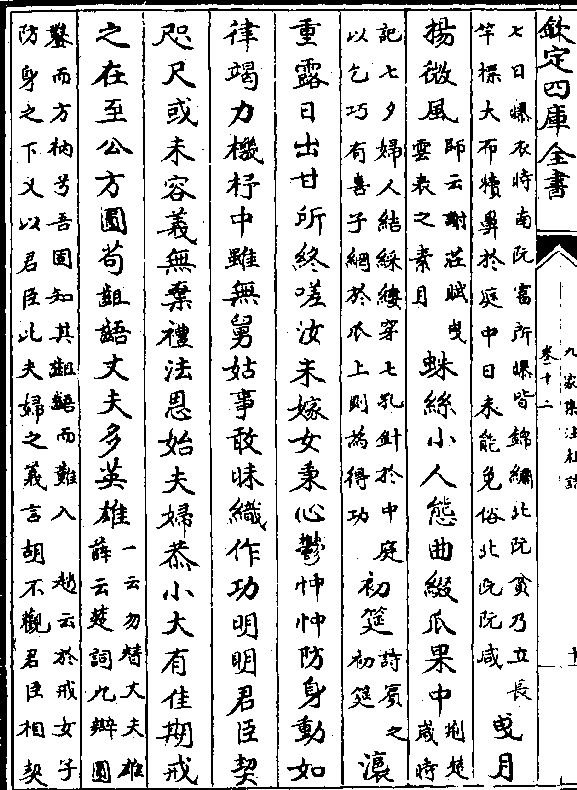 欽定四庫全書
九家集注杜詩
卷十二
七日曝衣時南阮富所曝皆錦繡北阮貧乃立長
竿標大布犢鼻於庭中曰未能免俗北阮阮咸
曳月
揚微風
師云謝莊賦曳
雲表之素月
蛛絲小人態曲綴瓜果中
荆楚
歲時
記七夕婦人結綵縷穿七孔針於中庭
以乞巧有喜子網於瓜上則為得功
初筵
詩賓之
初筵
瀼
重露日出甘所終嗟汝未嫁女秉心鬱忡忡防身動如
律竭力機杼中雖無舅姑事敢昧織作功明明君臣契
咫尺或未容義無棄禮法恩始夫婦恭小大有佳期戒
之在至公方圓苟齟齬丈夫多英雄
一云勿替丈夫雄
薛云楚詞九辯圓
鑿而方枘兮吾固知其齟齬而難入 趙云於戒女子
防身之下又以君臣比夫婦之義言胡不觀君臣相契